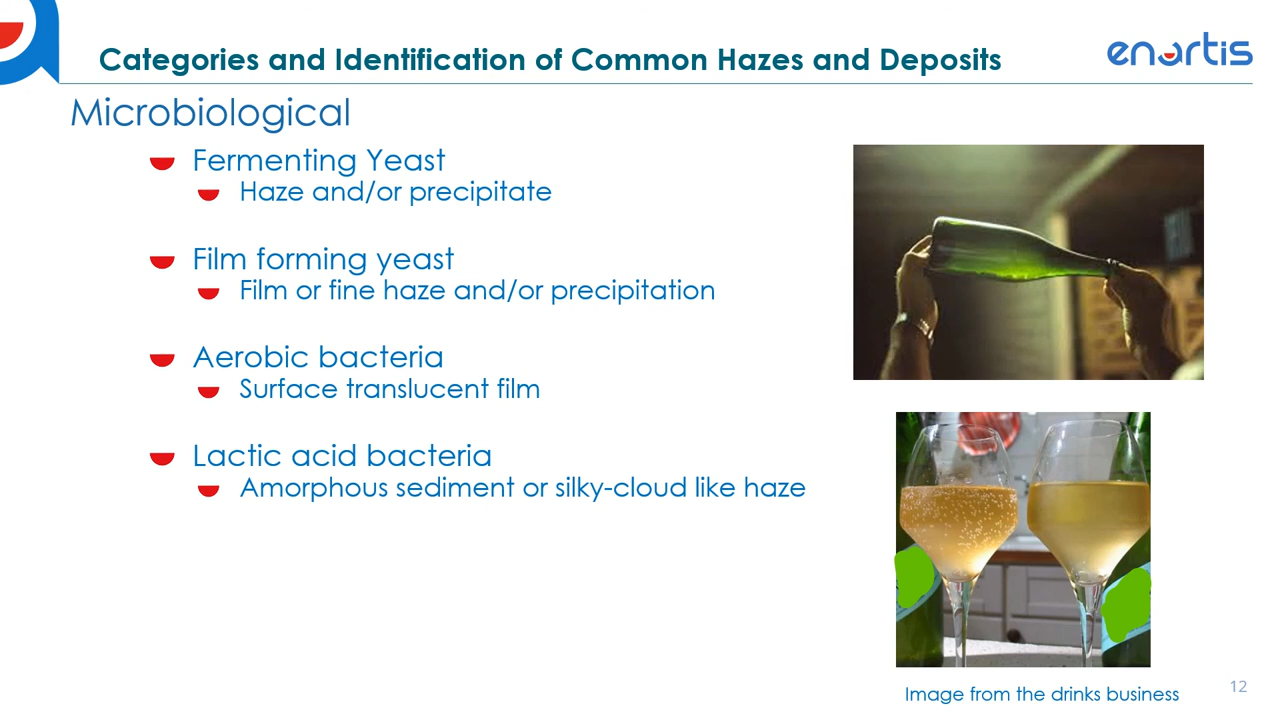 Categories and Identification of Common Hazes and Deposits
enartis
Microbiological
Fermenting Yeast
Haze and/or precipitate
Film forming yeast
Film or fine haze and/or precipitation
Aerobic bacteria
Surface translucent film
Lactic acid bacteria
Amorphous sediment or silky-cloud like haze
Image from the drinks business
12